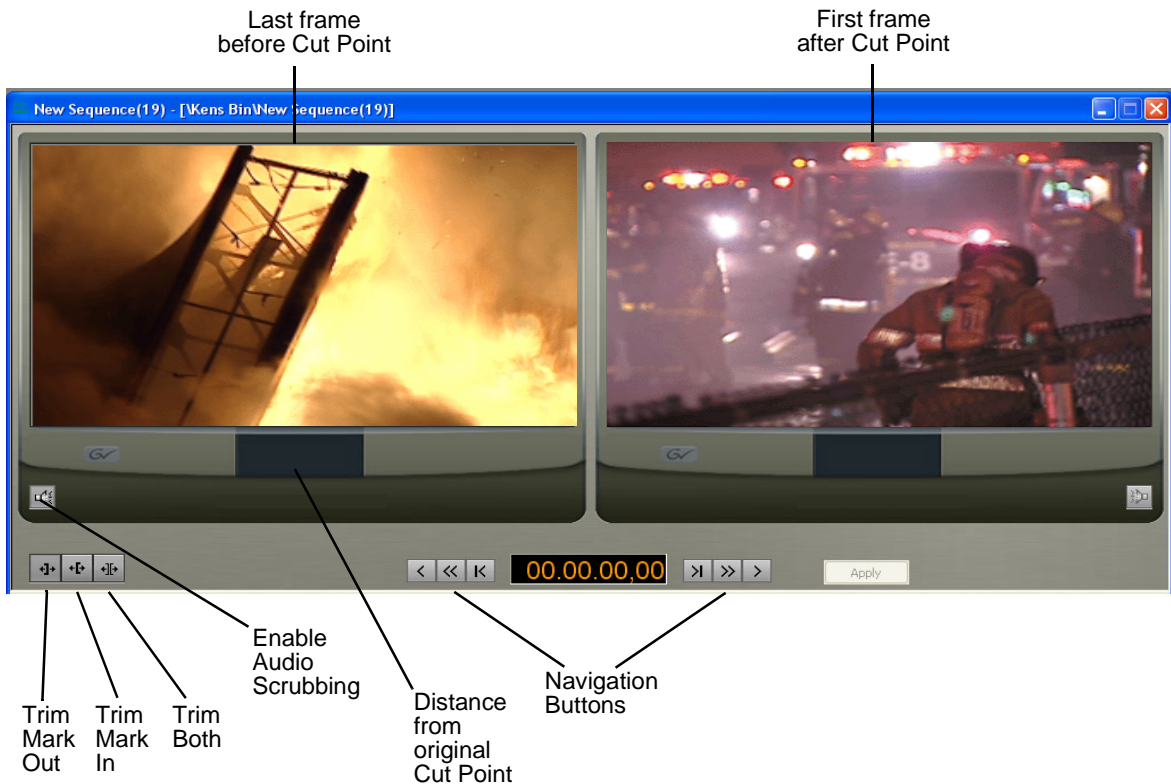 Last frame
before Cut Point
First frame
after Cut Point
New Sequence(19) - [\Kens Bin\New Sequence(19)]
E-8
GV
GV
00.00.00,00
Apply
Enable
Audio
Scrubbing
Navigation
Buttons
Distance
from
original
Cut Point
Trim
Mark
Out
Trim
Mark
In
Trim
Both